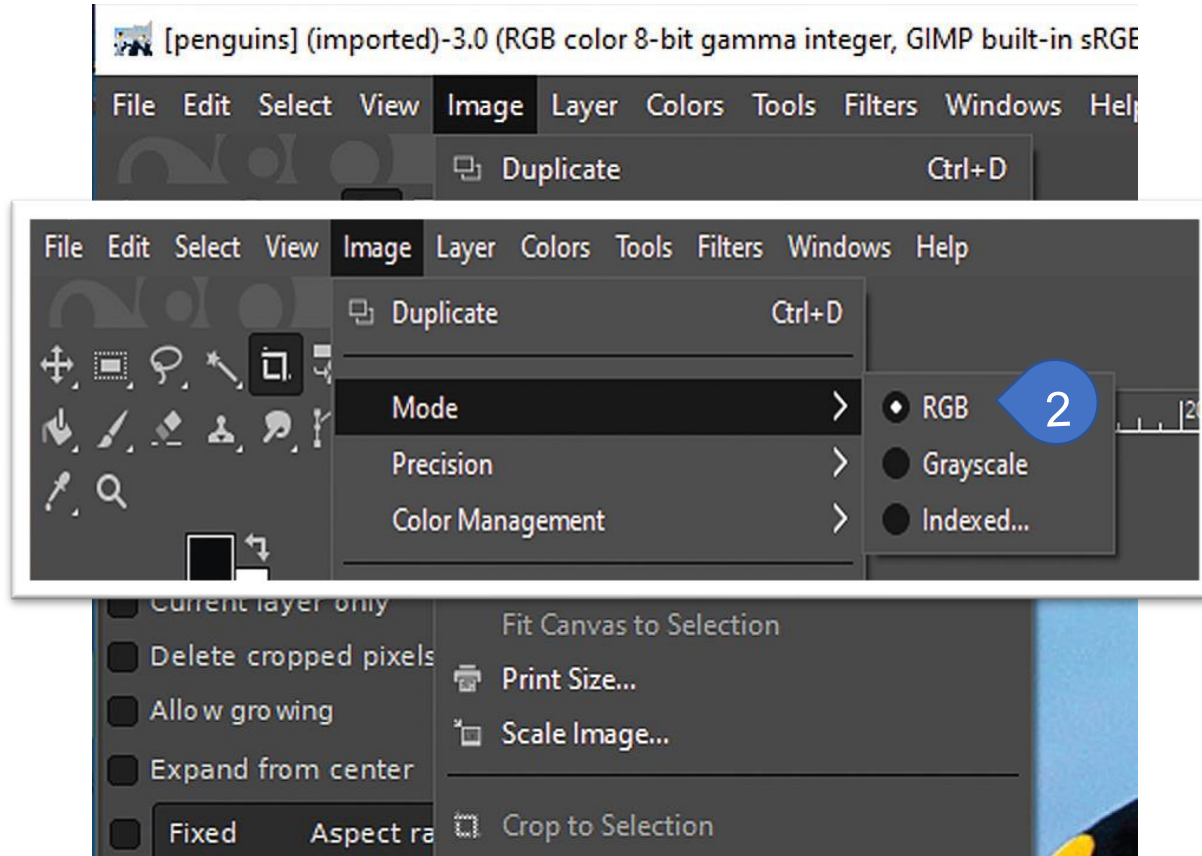 [penguins] (imported)-3.0 (RGB color 8-bit gamma integer, GIMP built-in sRGB
File Edit Select View Image Layer Colors Tools Filters Windows Help
Duplicate Ctrl+D
File Edit Select View Image Layer Colors Tools Filters Windows Help
Duplicate Ctrl+D
Mode
RGB
2
Precision
Grayscale
Color Management
Indexed...
Current layer only
Fit Canvas to Selection
Delete cropped pixels
Print Size...
Allow growing
Scale Image...
Expand from center
Fixed Aspect ra
Crop to Selection